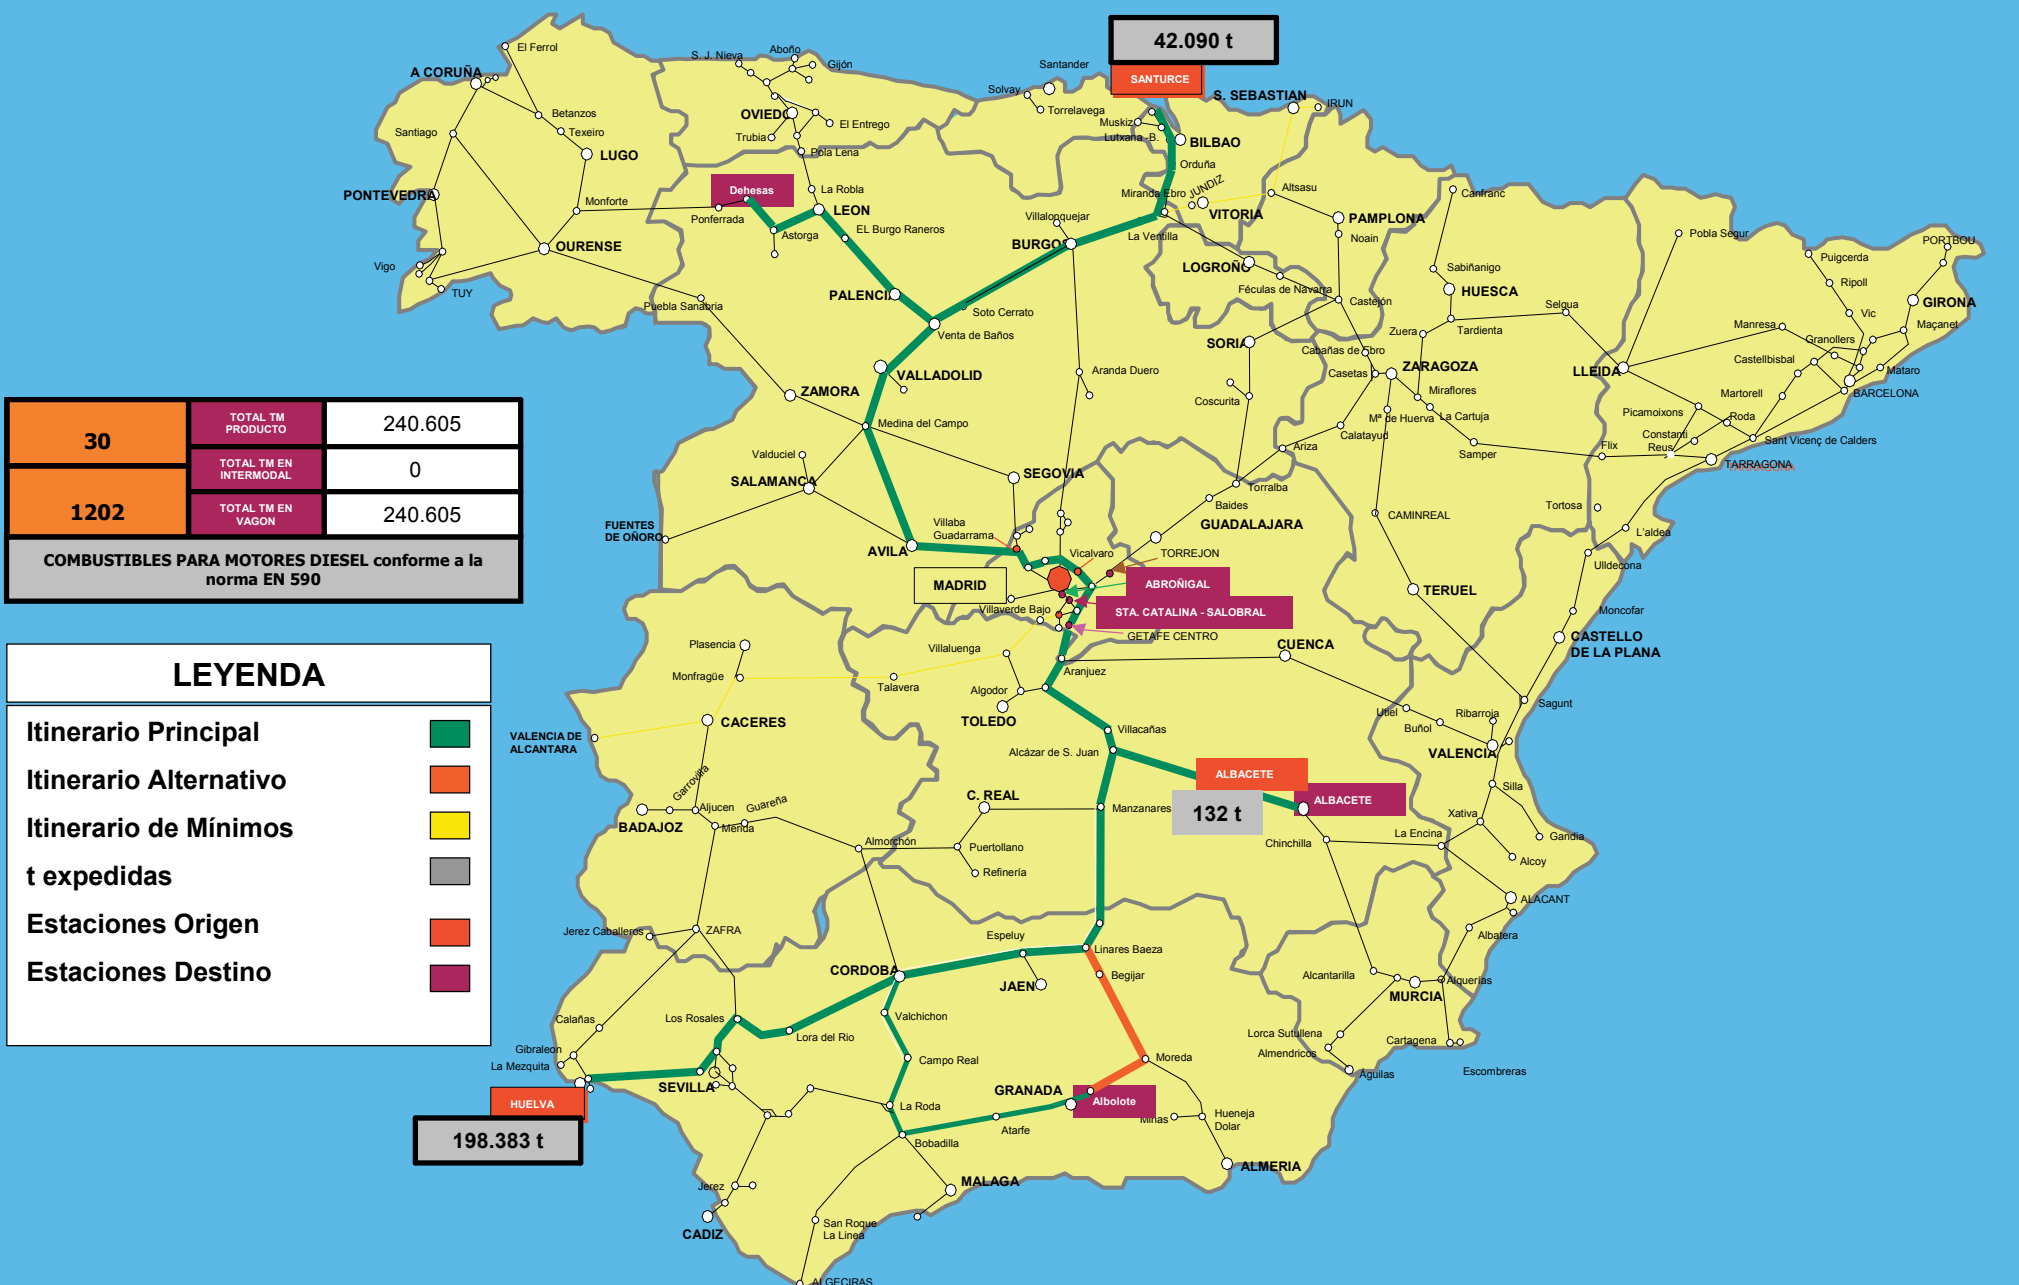 42.090 t
SANTURCE
El Ferrol
A CORUÑA
Betanzos
Santiago
Texeiro
LUGO
PONTEVEDRA
Monforte
OURENSE
Vigo
TUY
Puebla Sanabria
S. J. Nieva
Aboño
Gijón
OVIEDO
El Entrego
Trubia
Pola Lena
La Robla
Dehesas
Ponferrada
LEON
Astorga
EL Burgo Raneros
PALENCIA
Santander
Solvay
Torrelavega
Muskiz
Lutxana -B.
BILBAO
Orduña
S. SEBASTIAN
IRUN
Miranda Ebro
JUNDIZ
VITORIA
Altsasu
PAMPLONA
Noain
Villalonquejar
BURGOS
La Ventilla
LOGROÑO
Féculas de Navarra
Castejón
Canfranc
Sabiñanigo
HUESCA
Tardienta
Selgua
Zuera
Pobla Segur
Puigcerda
PORTBOU
Ripoll
GIRONA
Vic
Maçanet
Manresa
Granollers
Castellbisbal
Mataro
LLEIDA
Martorell
BARCELONA
Picamoixons
Roda
Constanti
Reus
Sant Vicenç de Calders
TARRAGONA
Flix
Soto Cerrato
Venta de Baños
VALLADOLID
ZAMORA
Aranda Duero
SORIA
Cabañas de Ebro
Casetas
ZARAGOZA
Miraflores
Coscurita
Mª de Huerva
La Cartuja
Calatayud
Samper
Ariza
Medina del Campo
Valduciel
SALAMANCA
SEGOVIA
Torralba
Baides
GUADALAJARA
CAMINREAL
Tortosa
L'aldea
Ulldecona
FUENTES
DE OÑORO
AVILA
Villaba
Guadarrama
Vicalvaro
TORREJON
MADRID
ABROÑIGAL
STA. CATALINA - SALOBRAL
Villaverde Bajo
GETAFE CENTRO
TERUEL
Moncofar
CASTELLO
DE LA PLANA
CUENCA
Villaluenga
Aranjuez
Plasencia
Monfragüe
Talavera
Algodor
TOLEDO
CACERES
VALENCIA DE
ALCANTARA
Villacañas
Alcázar de S. Juan
Utiel
Ribarroja
Buñol
VALENCIA
Sagunt
Silla
ALBACETE
132 t
ALBACETE
Garrovilla
Aljucen
Guareña
BADAJOZ
Merida
C. REAL
Manzanares
Puertollano
Refinería
Almorchón
Xativa
La Encina
Gandia
Chinchilla
Alcoy
ALACANT
Albatera
Jerez Caballeros
ZAFRA
Espeluy
Linares Baeza
CORDOBA
JAEN
Begijar
Alcantarilla
Alquerías
MURCIA
Calañas
Los Rosales
Lora del Rio
Valchichon
Lorca Sutullena
Almendricos
Cartagena
Aguilas
Escombreras
Gibraleon
La Mezquita
SEVILLA
Campo Real
Moreda
HUELVA
198.383 t
GRANADA
Albolote
La Roda
Atarfe
Minas
Hueneja
Dolar
Bobadilla
ALMERIA
MALAGA
Jerez
CADIZ
San Roque
La Linea
ALGECIRAS
30
TOTAL TM
PRODUCTO
240.605
TOTAL TM EN
INTERMODAL
0
1202
TOTAL TM EN
VAGON
240.605
COMBUSTIBLES PARA MOTORES DIESEL conforme a la
norma EN 590
LEYENDA
Itinerario Principal
Itinerario Alternativo
Itinerario de Mínimos
t expedidas
Estaciones Origen
Estaciones Destino